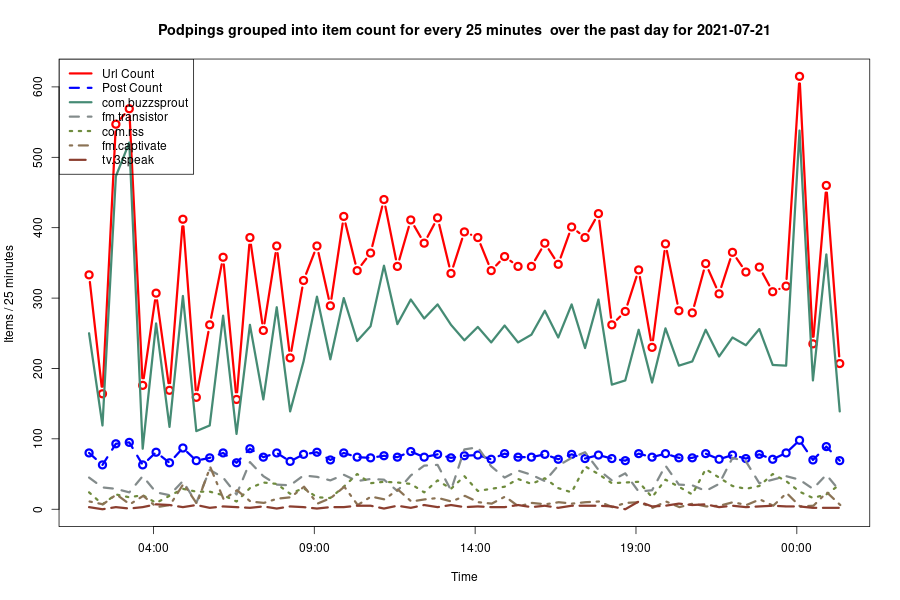 Podpings grouped into item count for every 25 minutes  over the past day for 2021-07-21
Url Count
Post Count
com.buzzsprout
fm.transistor
com.rss
fm.captivate
tv.3speak
Items / 25 minutes
600
500
400
300
200
100
0
04:00
09:00
14:00
19:00
00:00
Time